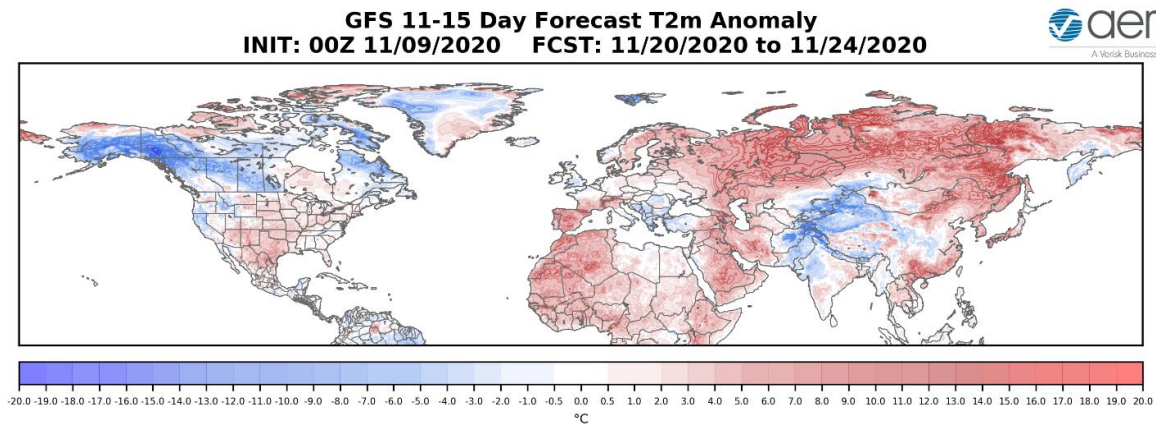 GFS 11-15 Day Forecast T2m Anomaly
INIT: 00Z 11/09/2020 FCST: 11/20/2020 to 11/24/2020
aer
A Verisk Business
-20.0 -19.0 -18.0 -17.0 -16.0 -15.0 -14.0 -13.0 -12.0 -11.0 -10.0 -9.0 -8.0 -7.0 -6.0 -5.0 -4.0 -3.0 -2.0 -1.0 -0.5 0.0 0.5 1.0 2.0 3.0 4.0 5.0 6.0 7.0 8.0 9.0 10.0 11.0 12.0 13.0 14.0 15.0 16.0 17.0 18.0 19.0 20.0
°C